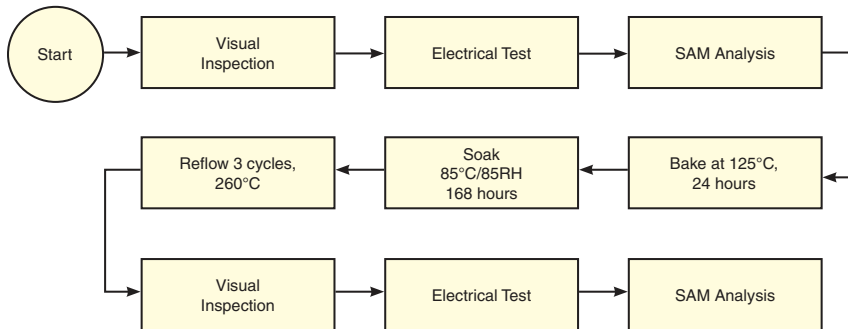 Start
Visual
Inspection
Electrical Test
SAM Analysis
Bake at 125°C,
24 hours
Soak
85°C/85RH
168 hours
Reflow 3 cycles,
260°C
Visual
Inspection
Electrical Test
SAM Analysis